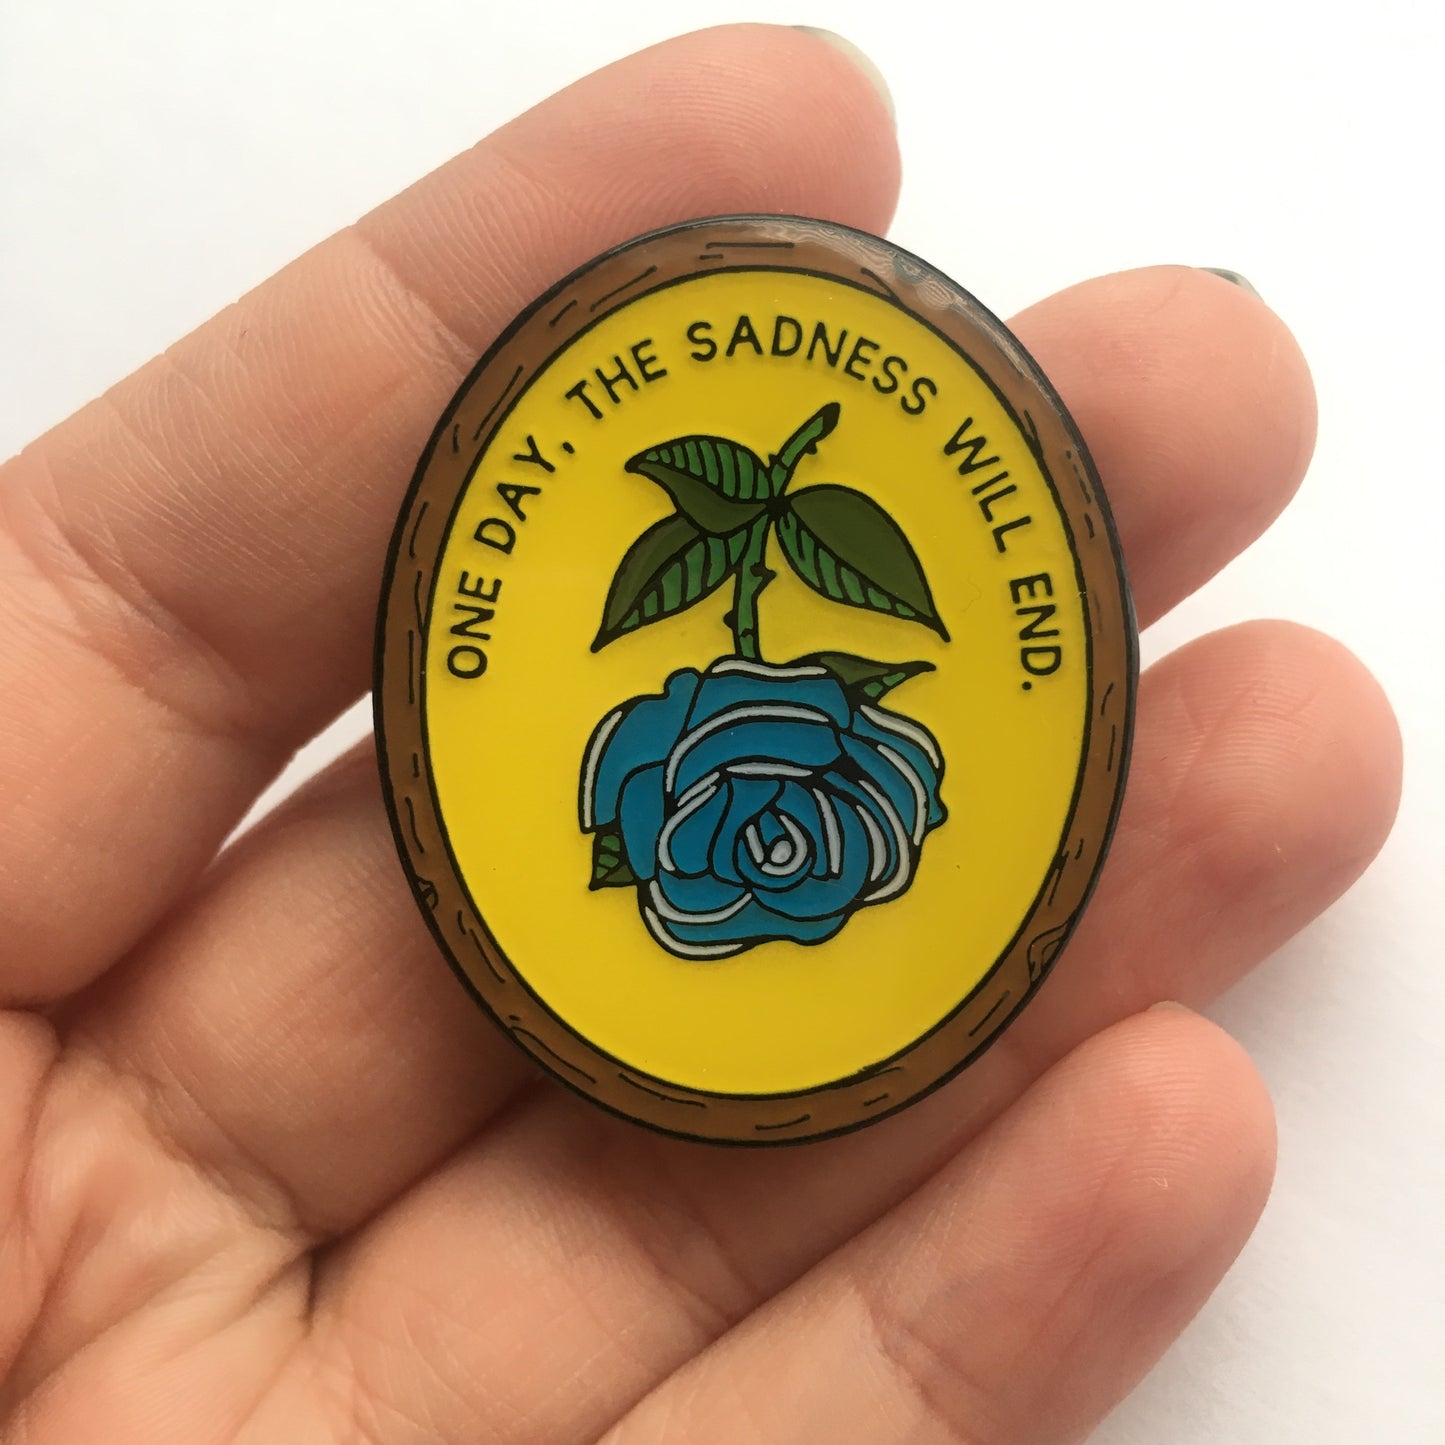 ONE DAY, THE SADNESS WILL END.